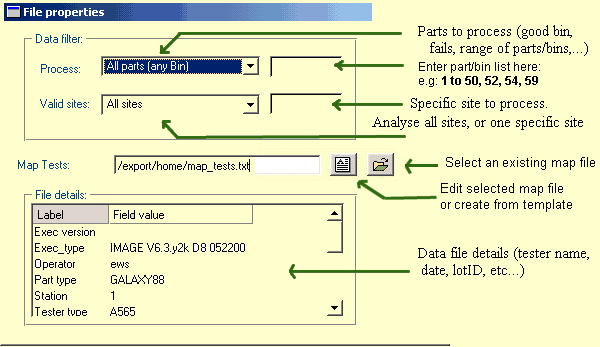 File properties
Data filter:
Process: All parts (any Bin)
Valid sites: All sites
Parts to process (good bin,
fails, range of parts/bins,...)
Enter part/bin list here:
e.g: 1 to 50, 52, 54, 59
Specific site to process.
Analyse all sites, or one specific site
Map Tests: /export/home/map_tests.txt
Select an existing map file
Edit selected map file
or create from template
File details:
Label Field value
Exec version
Exec_type IMAGE V6.3.y2k D8 052200
Operator ews
Part type GALAXY88
Station 1
Tester type A565
Data file details (tester name,
date, lotID, etc...)